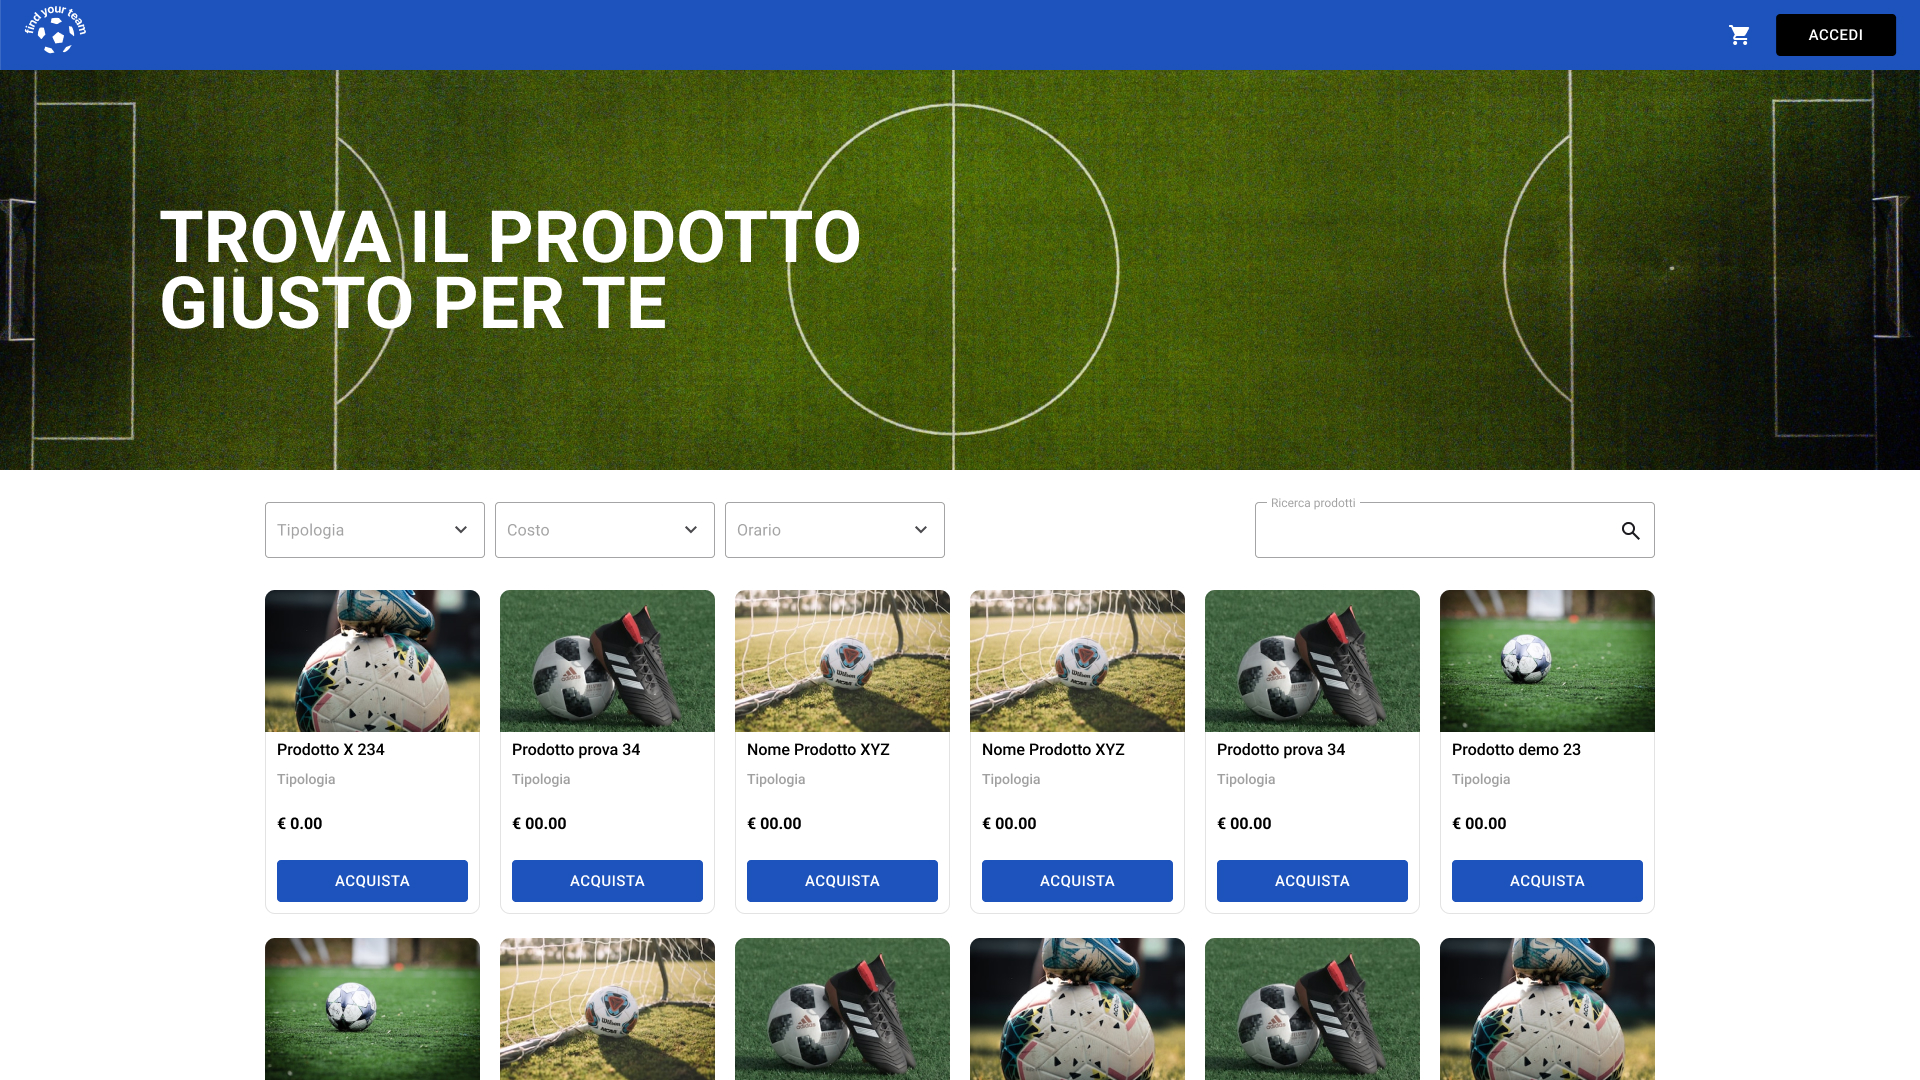 find your team
ACCEDI
TROVA IL PRODOTTO
GIUSTO PER TE
Tipologia
Costo
Orario
Ricerca prodotti
Prodotto X 234
Tipologia
€ 0.00
ACQUISTA
Prodotto prova 34
Tipologia
€ 00.00
ACQUISTA
Nome Prodotto XYZ
Tipologia
€ 00.00
ACQUISTA
Nome Prodotto XYZ
Tipologia
€ 00.00
ACQUISTA
Prodotto prova 34
Tipologia
€ 00.00
ACQUISTA
Prodotto demo 23
Tipologia
€ 00.00
ACQUISTA